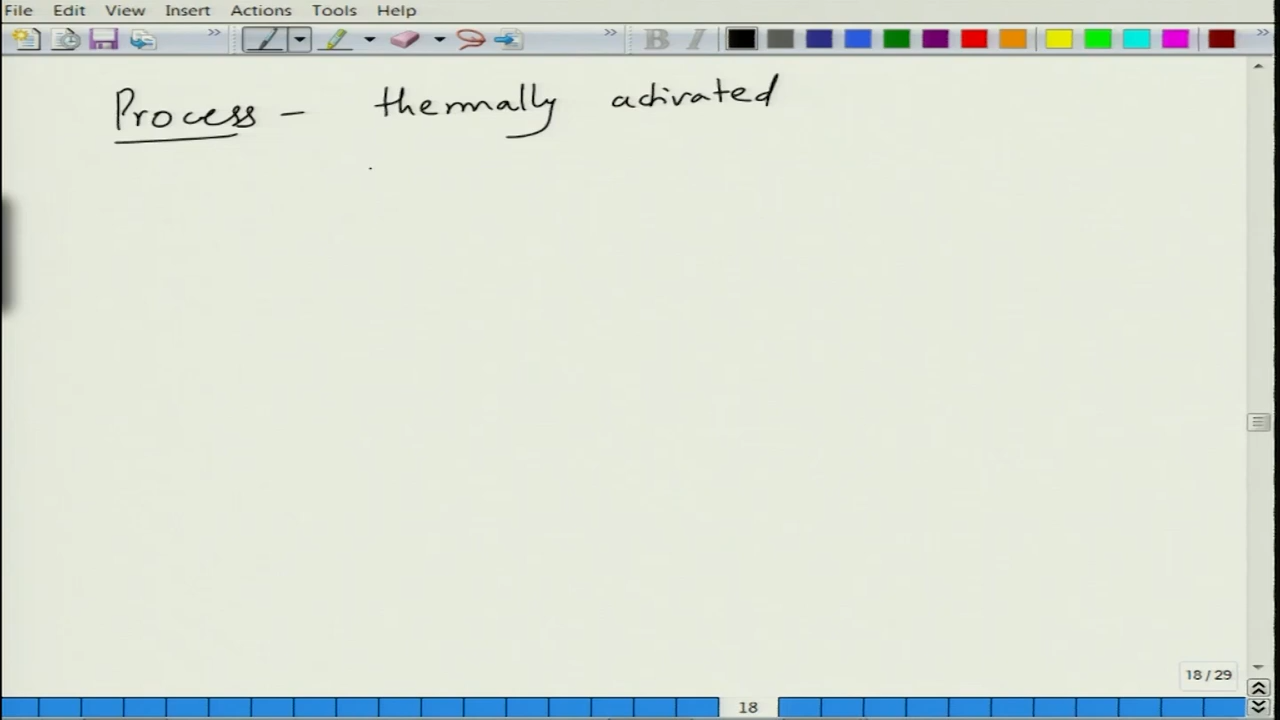 File Edit View Insert Actions Tools Help
B I
Process - thermally activated
18 / 29
18